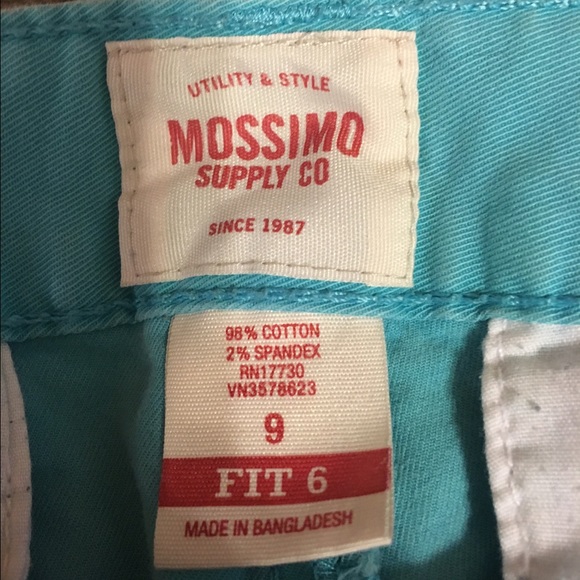 UTILITY & STYLE
MOSSIMO
SUPPLY CO
SINCE 1987
98% COTTON
2% SPANDEX
RN17730
VN3578623
9
FIT 6
MADE IN BANGLADESH